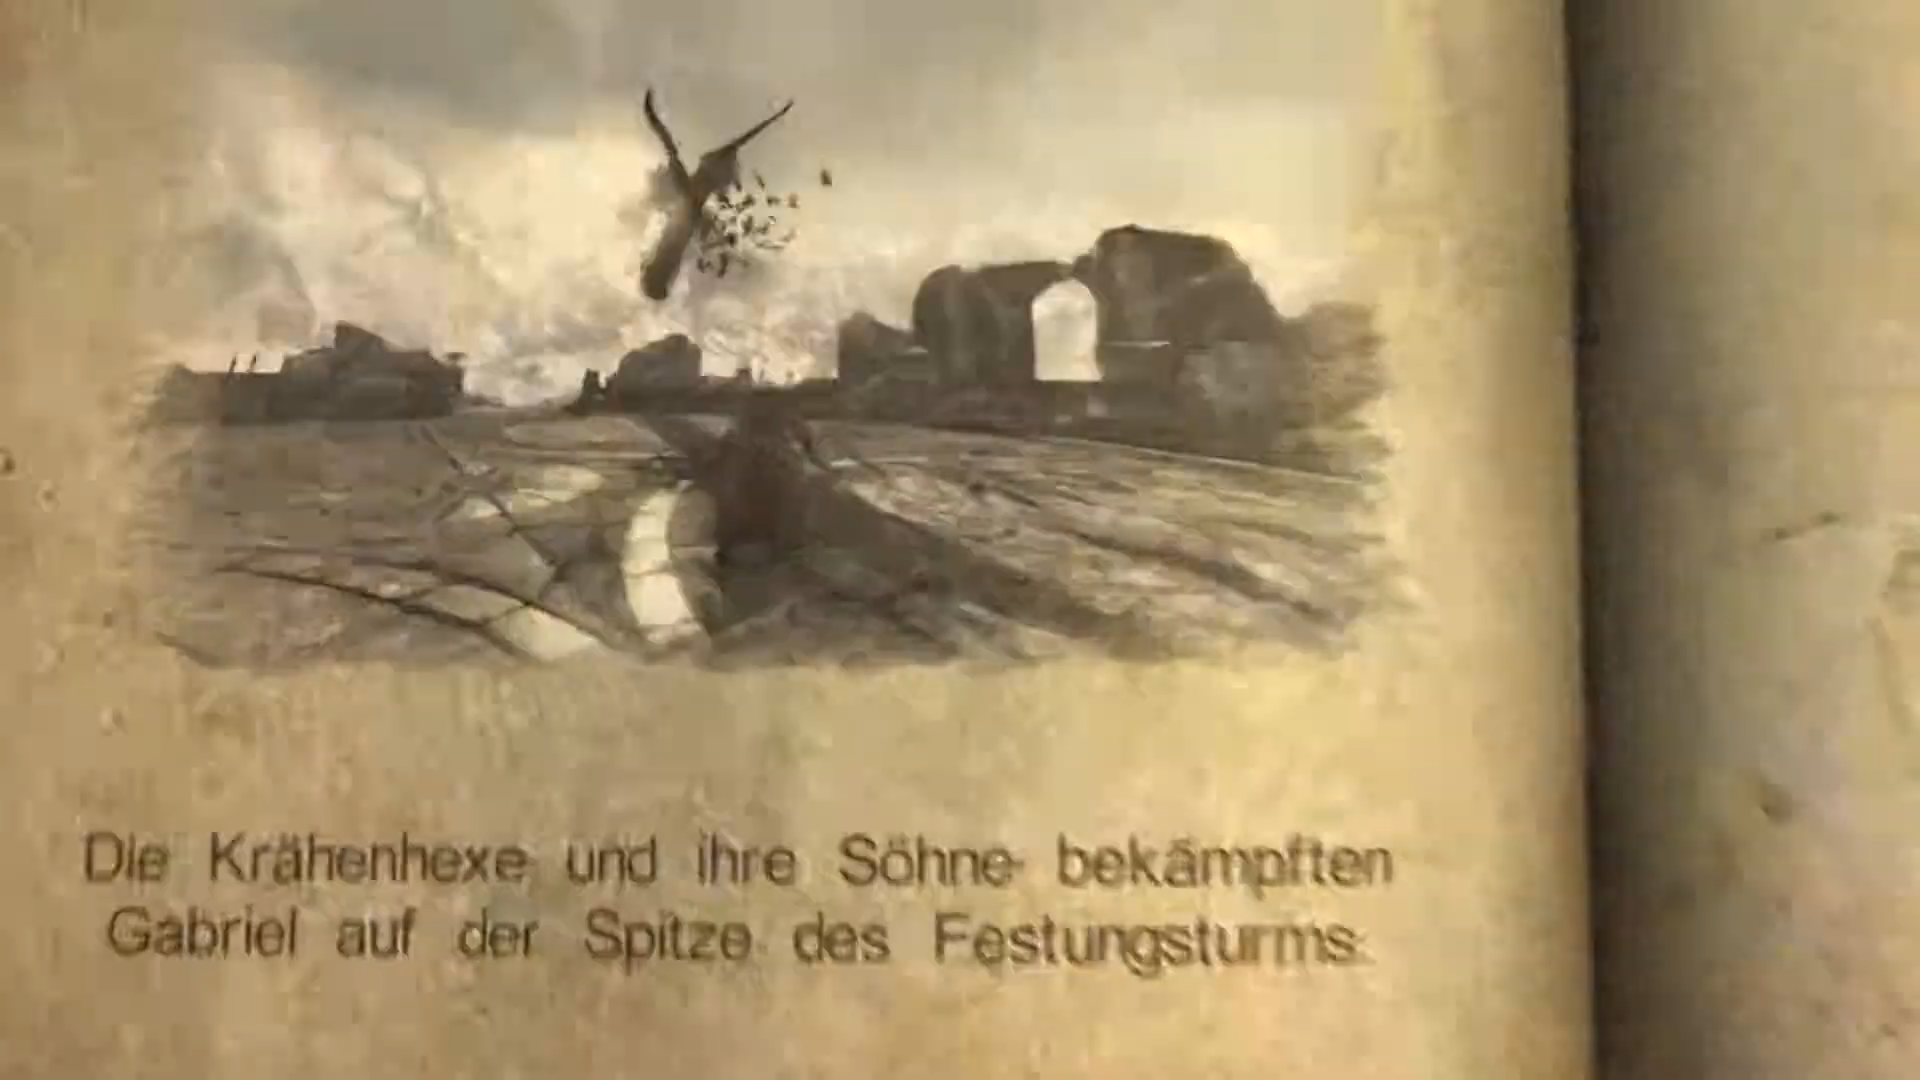 Die Krähenhexe und ihre Söhne bekämpften
Gabriel auf der Spitze des Festungsturms.